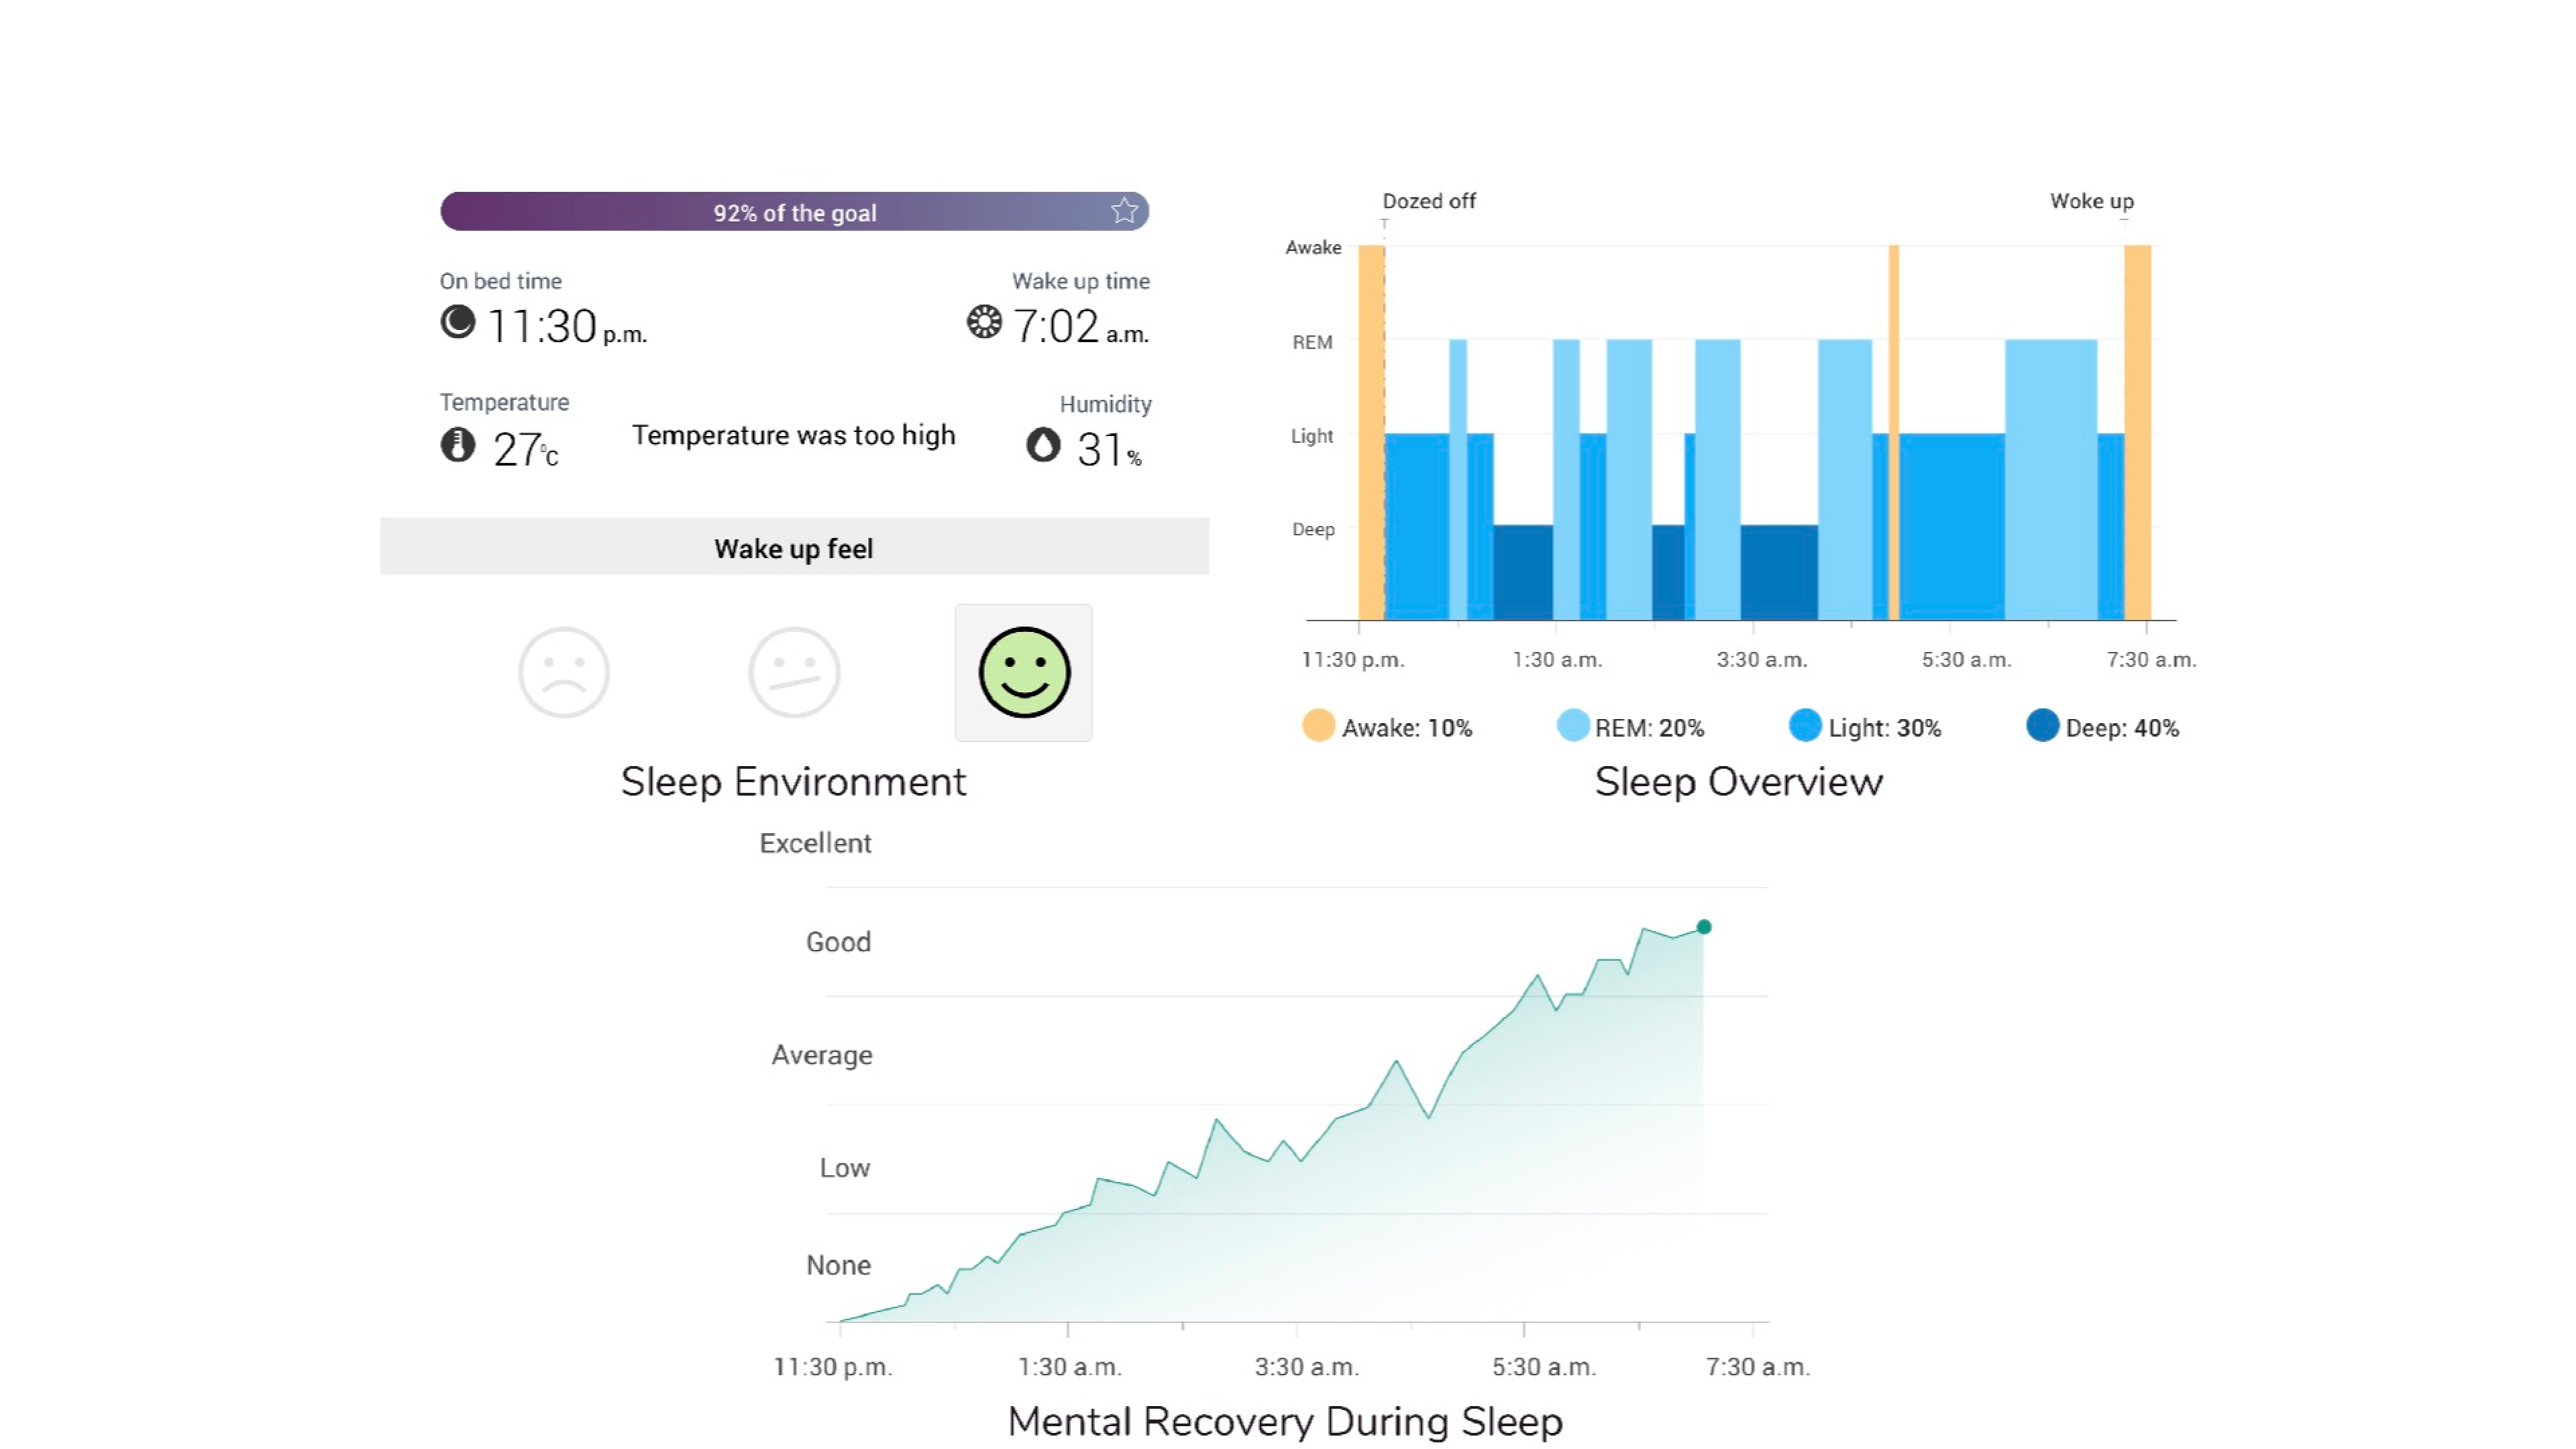 92% of the goal
On bed time
Wake up time
11:30 p.m.
7:02 a.m.
Temperature
Humidity
27°C
Temperature was too high
31%
Wake up feel
Sleep Environment
Dozed off
Woke up
Awake
REM
Light
Deep
11:30 p.m.
1:30 a.m.
3:30 a.m.
5:30 a.m.
7:30 a.m.
Awake: 10%
REM: 20%
Light: 30%
Deep: 40%
Sleep Overview
Excellent
Good
Average
Low
None
11:30 p.m.
1:30 a.m.
3:30 a.m.
5:30 a.m.
7:30 a.m.
Mental Recovery During Sleep